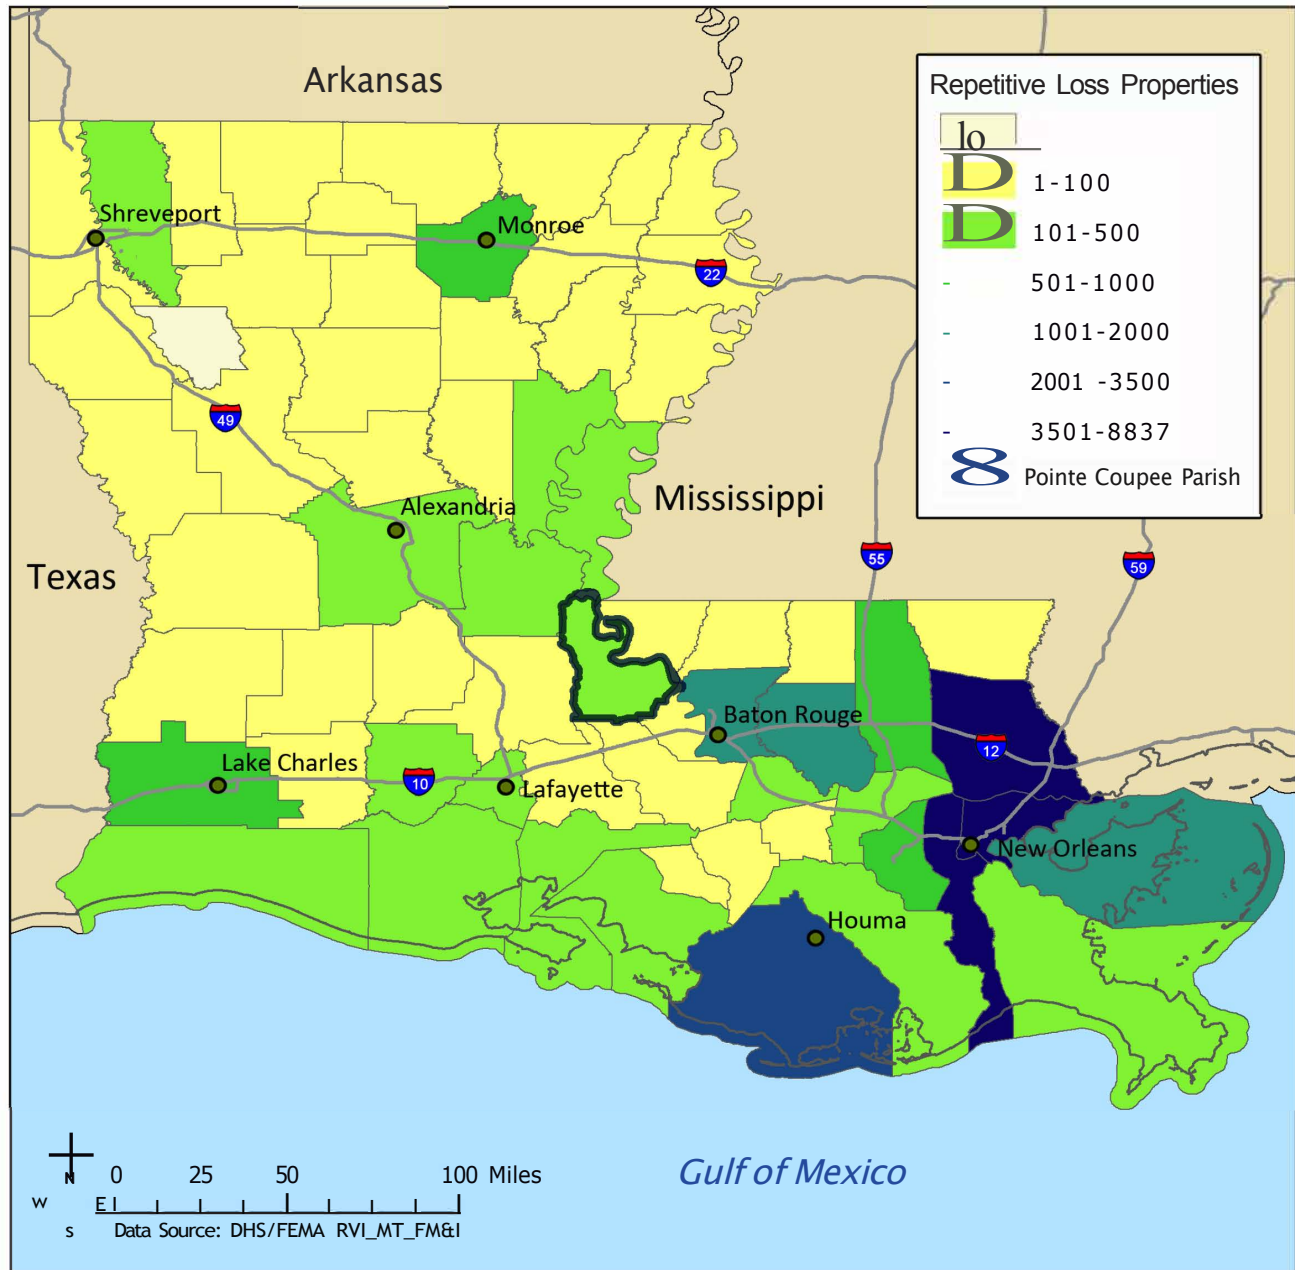 Arkansas
Repetitive Loss Properties
lo
D 1-100
D 101-500
- 501-1000
- 1001-2000
- 2001 -3500
- 3501-8837
8 Pointe Coupee Parish
Shreveport
Monroe
22
49
Alexandria
Mississippi
Texas
55
59
Baton Rouge
12
Lake Charles
10
Lafayette
New Orleans
Houma
Gulf of Mexico
N
W
E
S
0 25 50 100 Miles
Data Source: DHS/FEMA RVI_MT_FM&I